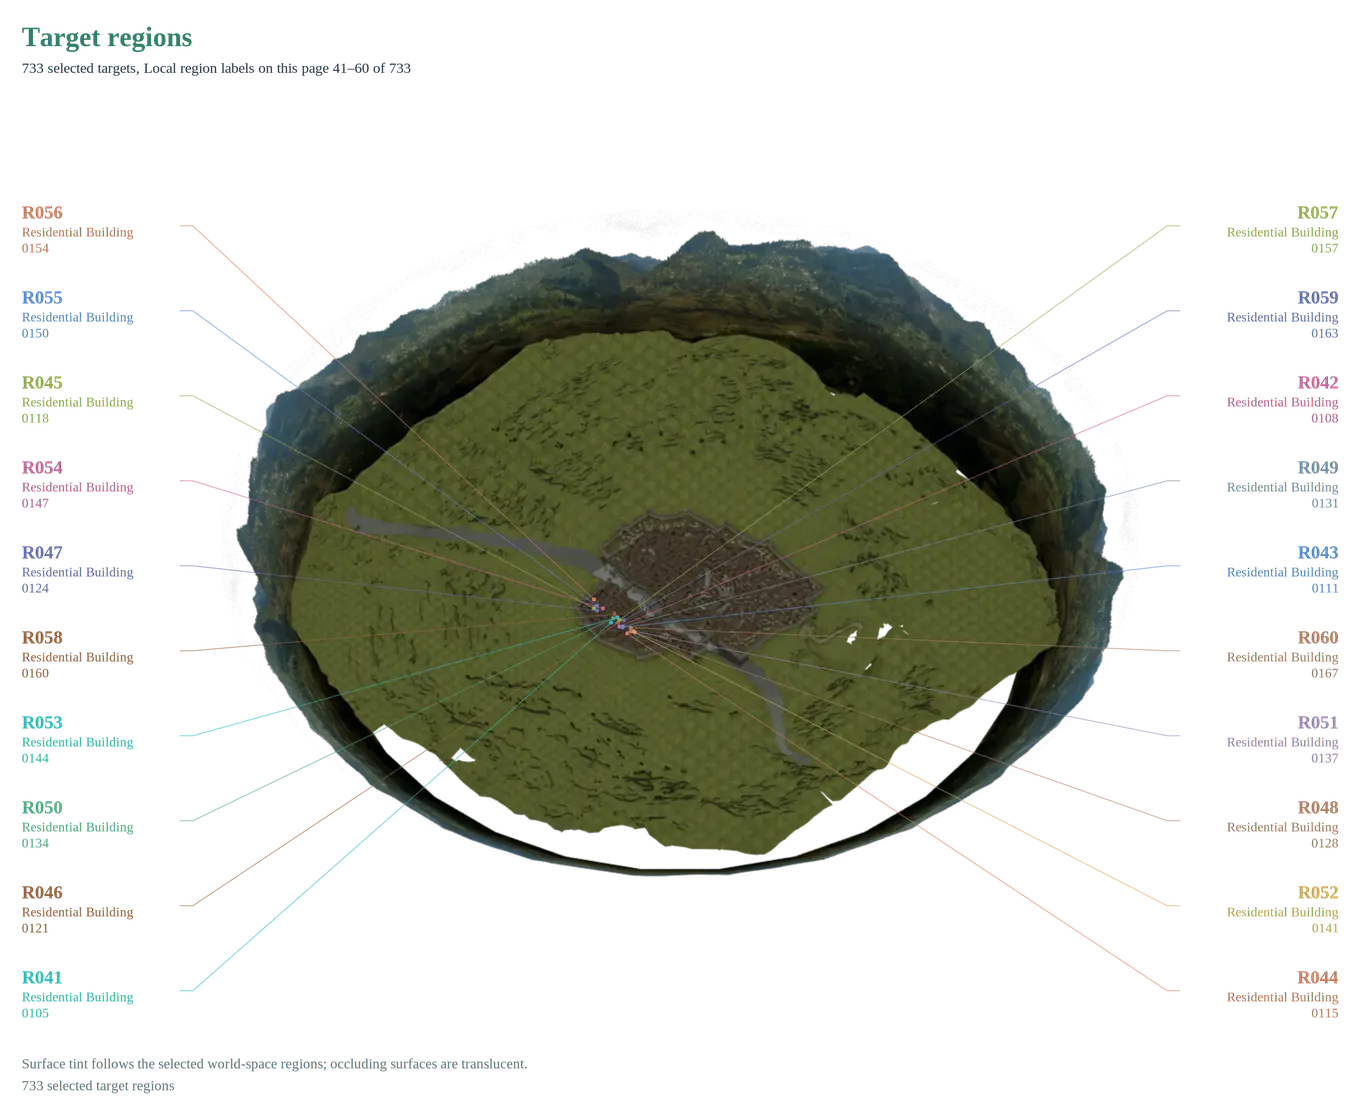 Target regions
733 selected targets, Local region labels on this page 41–60 of 733
R056
Residential Building
0154
R055
Residential Building
0150
R045
Residential Building
0118
R054
Residential Building
0147
R047
Residential Building
0124
R058
Residential Building
0160
R053
Residential Building
0144
R050
Residential Building
0134
R046
Residential Building
0121
R041
Residential Building
0105
R057
Residential Building
0157
R059
Residential Building
0163
R042
Residential Building
0108
R049
Residential Building
0131
R043
Residential Building
0111
R060
Residential Building
0167
R051
Residential Building
0137
R048
Residential Building
0128
R052
Residential Building
0141
R044
Residential Building
0115
Surface tint follows the selected world-space regions; occluding surfaces are translucent.
733 selected target regions